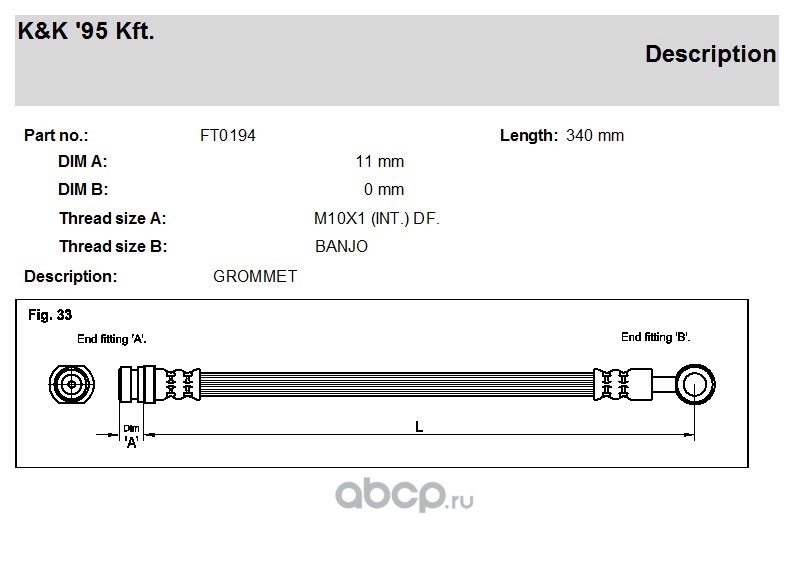 K&K '95 Kft.
Description
Part no.: FT0194 Length: 340 mm
DIM A: 11 mm
DIM B: 0 mm
Thread size A: M10X1 (INT.) DF.
Thread size B: BANJO
Description: GROMMET
Fig. 33
End fitting 'A'. End fitting 'B'.
L
Dim
'A'
abcp.ru